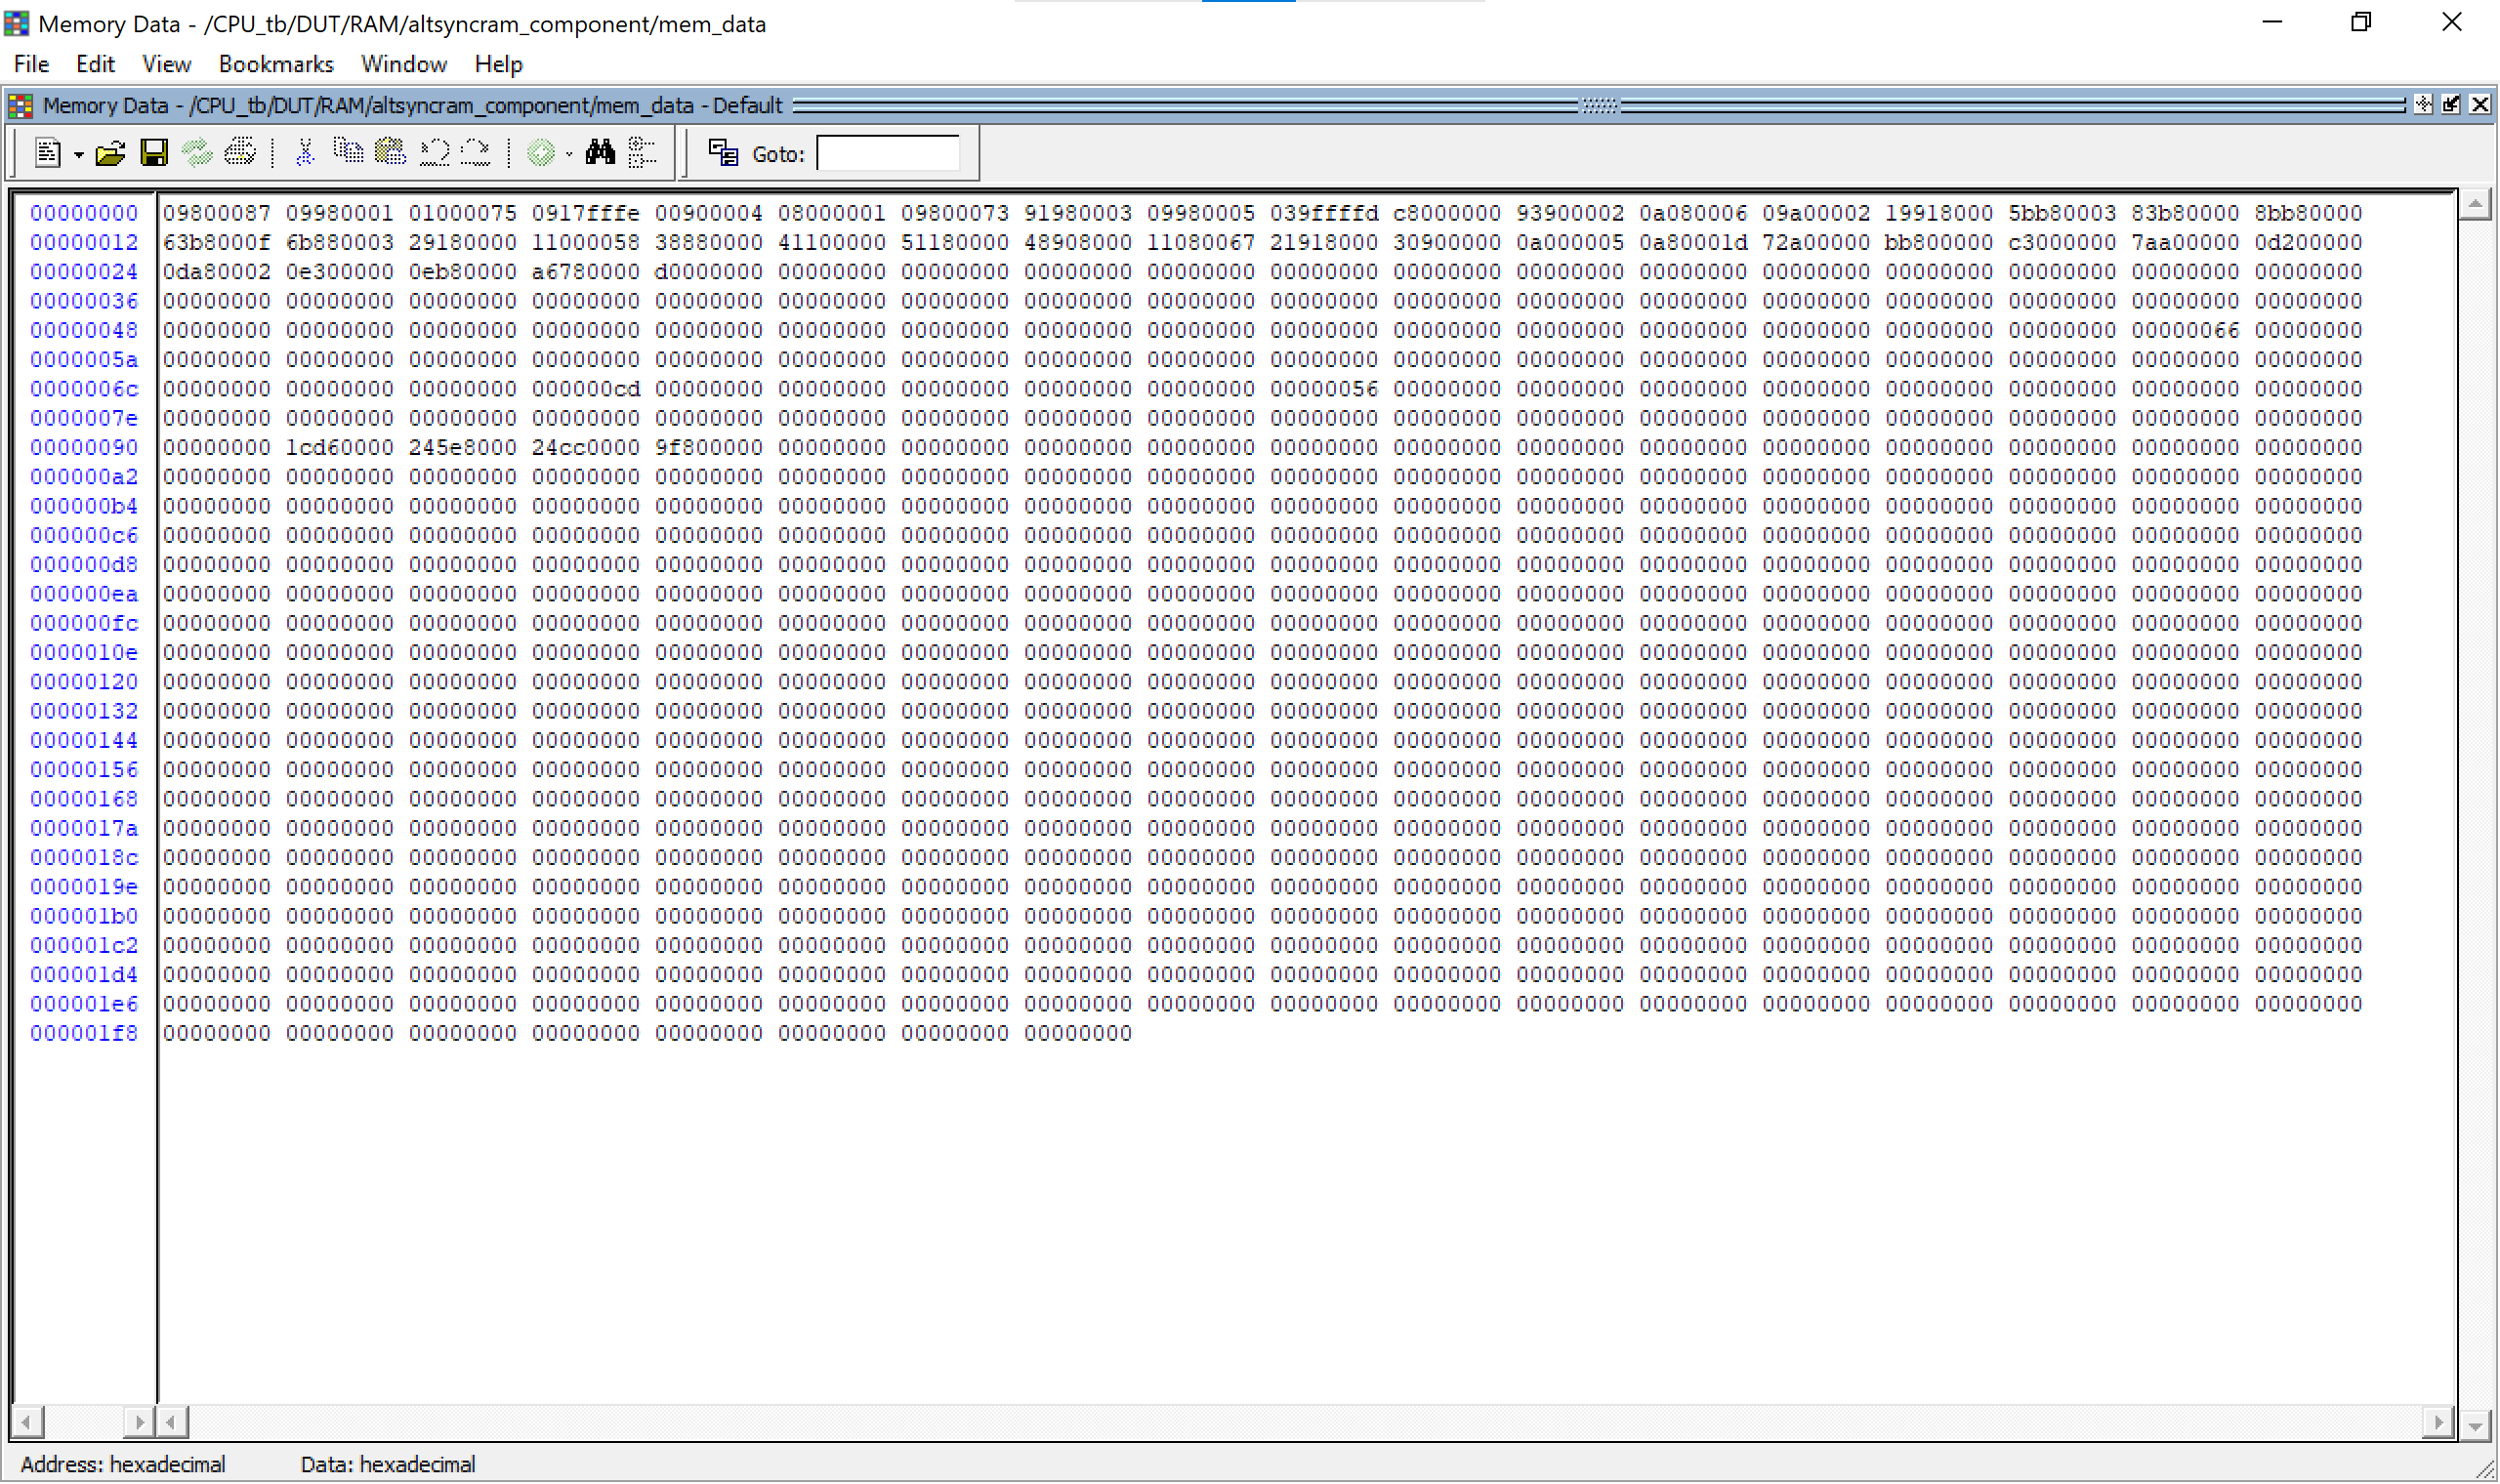 Memory Data - /CPU_tb/DUT/RAM/altsyncram_component/mem_data
File Edit View Bookmarks Window Help
Memory Data - /CPU_tb/DUT/RAM/altsyncram_component/mem_data - Default
Goto:
00000000 09800087 09980001 01000075 0917fffe 00900004 08000001 09800073 91980003 09980005 039ffffd c8000000 93900002 0a080006 09a00002 19918000 5bb80003 83b80000 8bb80000
00000012 63b8000f 6b880003 29180000 11000058 38880000 41100000 51180000 48908000 11080067 21918000 30900000 0a000005 0a80001d 72a00000 bb800000 c3000000 7aa00000 0d200000
00000024 0da80002 0e300000 0eb80000 a6780000 d0000000 00000000 00000000 00000000 00000000 00000000 00000000 00000000 00000000 00000000 00000000 00000000 00000000 00000000
00000036 00000000 00000000 00000000 00000000 00000000 00000000 00000000 00000000 00000000 00000000 00000000 00000000 00000000 00000000 00000000 00000000 00000000 00000000
00000048 00000000 00000000 00000000 00000000 00000000 00000000 00000000 00000000 00000000 00000000 00000000 00000000 00000000 00000000 00000000 00000000 00000066 00000000
0000005a 00000000 00000000 00000000 00000000 00000000 00000000 00000000 00000000 00000000 00000000 00000000 00000000 00000000 00000000 00000000 00000000 00000000 00000000
0000006c 00000000 00000000 00000000 000000cd 00000000 00000000 00000000 00000000 00000000 00000056 00000000 00000000 00000000 00000000 00000000 00000000 00000000 00000000
0000007e 00000000 00000000 00000000 00000000 00000000 00000000 00000000 00000000 00000000 00000000 00000000 00000000 00000000 00000000 00000000 00000000 00000000 00000000
00000090 00000000 1cd60000 245e8000 24cc0000 9f800000 00000000 00000000 00000000 00000000 00000000 00000000 00000000 00000000 00000000 00000000 00000000 00000000 00000000
000000a2 00000000 00000000 00000000 00000000 00000000 00000000 00000000 00000000 00000000 00000000 00000000 00000000 00000000 00000000 00000000 00000000 00000000 00000000
000000b4 00000000 00000000 00000000 00000000 00000000 00000000 00000000 00000000 00000000 00000000 00000000 00000000 00000000 00000000 00000000 00000000 00000000 00000000
000000c6 00000000 00000000 00000000 00000000 00000000 00000000 00000000 00000000 00000000 00000000 00000000 00000000 00000000 00000000 00000000 00000000 00000000 00000000
000000d8 00000000 00000000 00000000 00000000 00000000 00000000 00000000 00000000 00000000 00000000 00000000 00000000 00000000 00000000 00000000 00000000 00000000 00000000
000000ea 00000000 00000000 00000000 00000000 00000000 00000000 00000000 00000000 00000000 00000000 00000000 00000000 00000000 00000000 00000000 00000000 00000000 00000000
000000fc 00000000 00000000 00000000 00000000 00000000 00000000 00000000 00000000 00000000 00000000 00000000 00000000 00000000 00000000 00000000 00000000 00000000 00000000
0000010e 00000000 00000000 00000000 00000000 00000000 00000000 00000000 00000000 00000000 00000000 00000000 00000000 00000000 00000000 00000000 00000000 00000000 00000000
00000120 00000000 00000000 00000000 00000000 00000000 00000000 00000000 00000000 00000000 00000000 00000000 00000000 00000000 00000000 00000000 00000000 00000000 00000000
00000132 00000000 00000000 00000000 00000000 00000000 00000000 00000000 00000000 00000000 00000000 00000000 00000000 00000000 00000000 00000000 00000000 00000000 00000000
00000144 00000000 00000000 00000000 00000000 00000000 00000000 00000000 00000000 00000000 00000000 00000000 00000000 00000000 00000000 00000000 00000000 00000000 00000000
00000156 00000000 00000000 00000000 00000000 00000000 00000000 00000000 00000000 00000000 00000000 00000000 00000000 00000000 00000000 00000000 00000000 00000000 00000000
00000168 00000000 00000000 00000000 00000000 00000000 00000000 00000000 00000000 00000000 00000000 00000000 00000000 00000000 00000000 00000000 00000000 00000000 00000000
0000017a 00000000 00000000 00000000 00000000 00000000 00000000 00000000 00000000 00000000 00000000 00000000 00000000 00000000 00000000 00000000 00000000 00000000 00000000
0000018c 00000000 00000000 00000000 00000000 00000000 00000000 00000000 00000000 00000000 00000000 00000000 00000000 00000000 00000000 00000000 00000000 00000000 00000000
0000019e 00000000 00000000 00000000 00000000 00000000 00000000 00000000 00000000 00000000 00000000 00000000 00000000 00000000 00000000 00000000 00000000 00000000 00000000
000001b0 00000000 00000000 00000000 00000000 00000000 00000000 00000000 00000000 00000000 00000000 00000000 00000000 00000000 00000000 00000000 00000000 00000000 00000000
000001c2 00000000 00000000 00000000 00000000 00000000 00000000 00000000 00000000 00000000 00000000 00000000 00000000 00000000 00000000 00000000 00000000 00000000 00000000
000001d4 00000000 00000000 00000000 00000000 00000000 00000000 00000000 00000000 00000000 00000000 00000000 00000000 00000000 00000000 00000000 00000000 00000000 00000000
000001e6 00000000 00000000 00000000 00000000 00000000 00000000 00000000 00000000 00000000 00000000 00000000 00000000 00000000 00000000 00000000 00000000 00000000 00000000
000001f8 00000000 00000000 00000000 00000000 00000000 00000000 00000000 00000000
Address: hexadecimal Data: hexadecimal